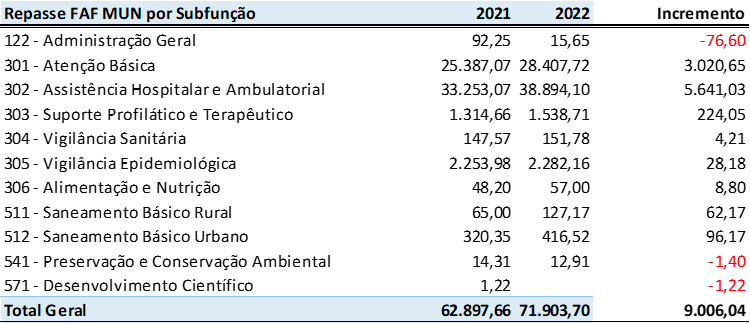 Repasse FAF MUN por Subfunção 2021 2022 Incremento
122 - Administração Geral 92,25 15,65 -76,60
301 - Atenção Básica 25.387,07 28.407,72 3.020,65
302 - Assistência Hospitalar e Ambulatorial 33.253,07 38.894,10 5.641,03
303 - Suporte Profilático e Terapêutico 1.314,66 1.538,71 224,05
304 - Vigilância Sanitária 147,57 151,78 4,21
305 - Vigilância Epidemiológica 2.253,98 2.282,16 28,18
306 - Alimentação e Nutrição 48,20 57,00 8,80
511 - Saneamento Básico Rural 65,00 127,17 62,17
512 - Saneamento Básico Urbano 320,35 416,52 96,17
541 - Preservação e Conservação Ambiental 14,31 12,91 -1,40
571 - Desenvolvimento Científico 1,22 -1,22
Total Geral 62.897,66 71.903,70 9.006,04